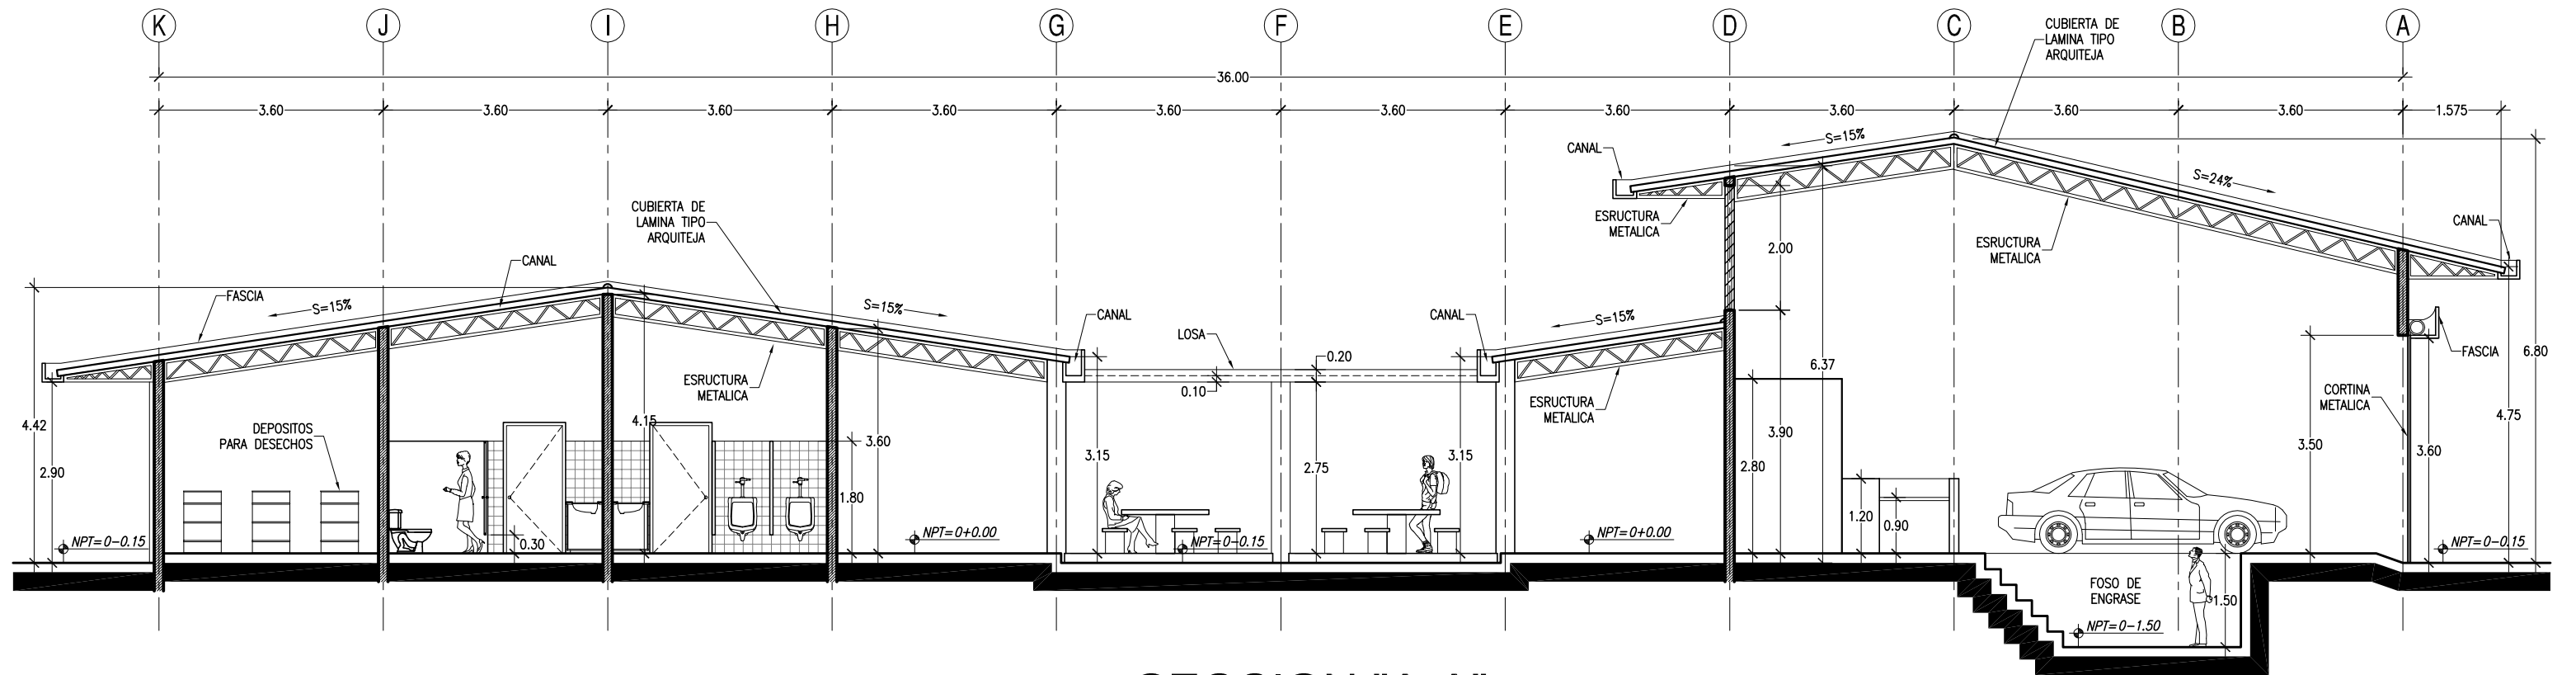 K J I H G F E D C B A
36.00
3.60 3.60 3.60 3.60 3.60 3.60 3.60 3.60 3.60 3.60 1.575
CUBIERTA DE
LAMINA TIPO
ARQUITEJA
S=15%
CANAL
S=24%
ESRUCTURA
METALICA
ESRUCTURA
METALICA
CANAL
2.00
CUBIERTA DE
LAMINA TIPO
ARQUITEJA
CANAL
FASCIA
S=15%
S=15%
CANAL
LOSA
CANAL
S=15%
0.20
0.10
6.37
FASCIA
6.80
ESRUCTURA
METALICA
ESRUCTURA
METALICA
CORTINA
METALICA
4.75
4.42
2.90
DEPOSITOS
PARA DESECHOS
4.15
3.60
3.15
2.75
3.15
3.90
2.80
3.50
3.60
1.80
1.20
0.90
0.30
NPT=0-0.15
NPT=0+0.00
NPT=0-0.15
NPT=0+0.00
NPT=0-0.15
FOSO DE
ENGRASE
1.50
NPT=0-1.50